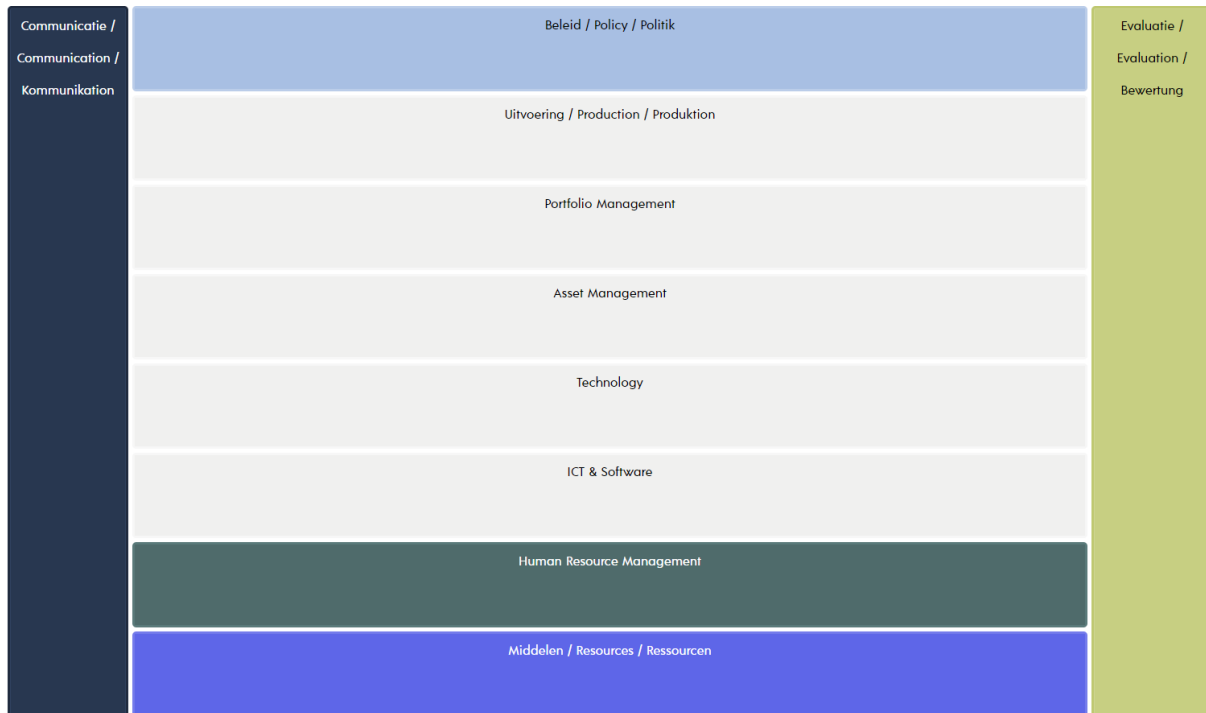 Communicatie /
Communication /
Kommunikation
Beleid / Policy / Politik
Uitvoering / Production / Produktion
Portfolio Management
Asset Management
Technology
ICT & Software
Human Resource Management
Middelen / Resources / Ressourcen
Evaluatie /
Evaluation /
Bewertung